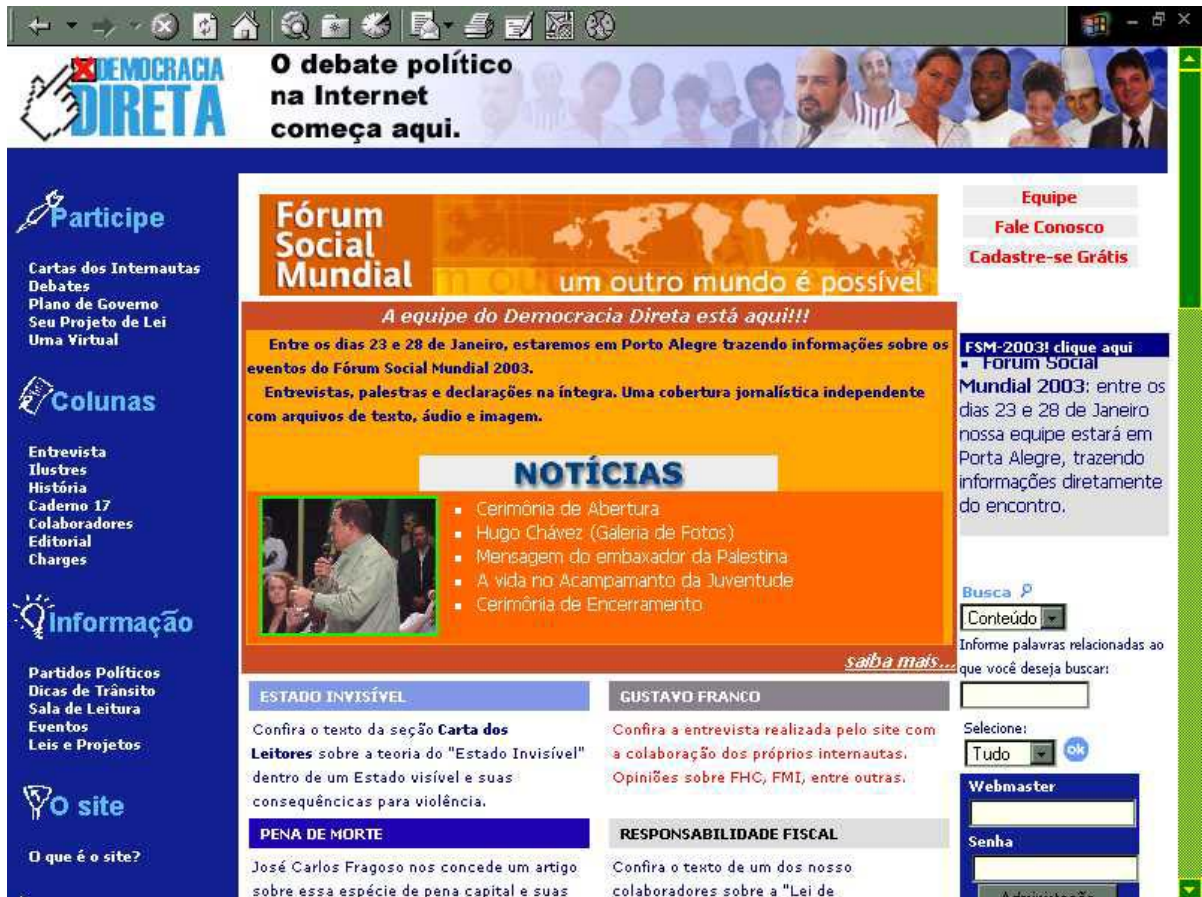 DEMOCRACIA
DIRETA
O debate político
na Internet
começa aqui.
Participe
Cartas dos Internautas
Debates
Plano de Governo
Seu Projeto de Lei
Urna Virtual
Colunas
Entrevista
Ilustres
História
Caderno 17
Colaboradores
Editorial
Charges
Informação
Partidos Políticos
Dicas de Trânsito
Sala de Leitura
Eventos
Leis e Projetos
O site
O que é o site?
Fórum
Social
Mundial
um outro mundo é possível
A equipe do Democracia Direta está aqui!!!
Entre os dias 23 e 28 de Janeiro, estaremos em Porto Alegre trazendo informações sobre os
eventos do Fórum Social Mundial 2003.
Entrevistas, palestras e declarações na íntegra. Uma cobertura jornalística independente
com arquivos de texto, áudio e imagem.
NOTÍCIAS
Cerimônia de Abertura
Hugo Chávez (Galeria de Fotos)
Mensagem do embaxador da Palestina
A vida no Acampamanto da Juventude
Cerimônia de Encerramento
saiba mais...
ESTADO INVISÍVEL
Confira o texto da seção Carta dos
Leitores sobre a teoria do "Estado Invisível"
dentro de um Estado visível e suas
consequêncicas para violência.
GUSTAVO FRANCO
Confira a entrevista realizada pelo site com
a colaboração dos próprios internautas.
Opiniões sobre FHC, FMI, entre outras.
PENA DE MORTE
José Carlos Fragoso nos concede um artigo
sobre essa espécie de pena capital e suas
RESPONSABILIDADE FISCAL
Confira o texto de um dos nosso
colaboradores sobre a "Lei de
Equipe
Fale Conosco
Cadastre-se Grátis
FSM-2003! clique aqui
Forum Social
Mundial 2003: entre os
dias 23 e 28 de Janeiro
nossa equipe estará em
Porta Alegre, trazendo
informações diretamente
do encontro.
Busca
Conteúdo
Informe palavras relacionadas ao
que você deseja buscar:
Selecione:
Tudo
ok
Webmaster
Senha
Administração